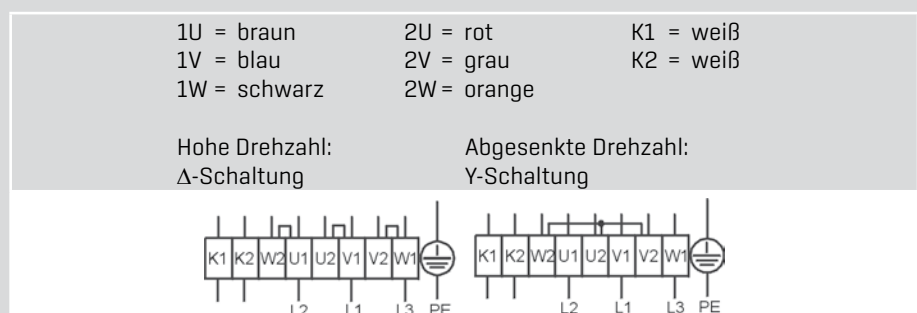 1U = braun 2U = rot K1 = weiß
1V = blau 2V = grau K2 = weiß
1W = schwarz 2W = orange
Hohe Drehzahl: Abgesenkte Drehzahl:
Δ-Schaltung Y-Schaltung
K1 K2 W2 U1 U2 V1 V2 W1 K1 K2 W2 U1 U2 V1 V2 W1
L2 L1 L3 PE L2 L1 L3 PE